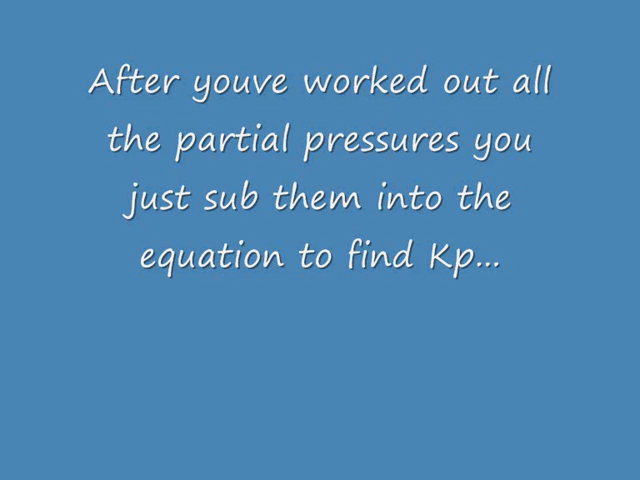 After youve worked out all
the partial pressures you
just sub them into the
equation to find Kp...